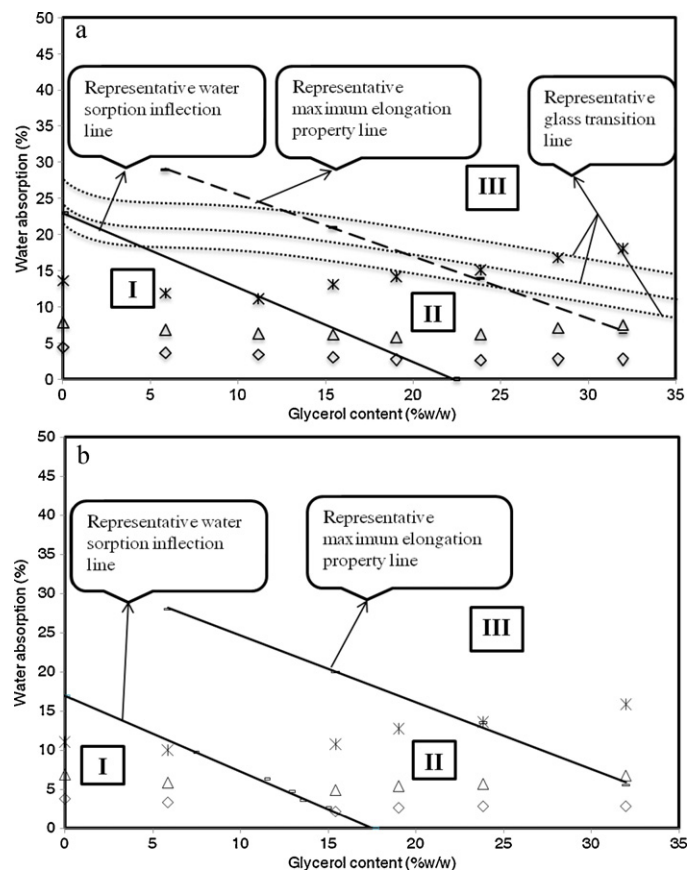 a
50
45
40
35
30
25
20
15
10
5
0
Water absorption (%)
Representative water
sorption inflection
line
Representative
maximum elongation
property line
Representative
glass transition
line
III
I
II
0 5 10 15 20 25 30 35
Glycerol content (%w/w)
b
50
45
40
35
30
25
20
15
10
5
0
Water absorption (%)
Representative water
sorption inflection
line
Representative
maximum elongation
property line
III
I
II
0 5 10 15 20 25 30 35
Glycerol content (%w/w)